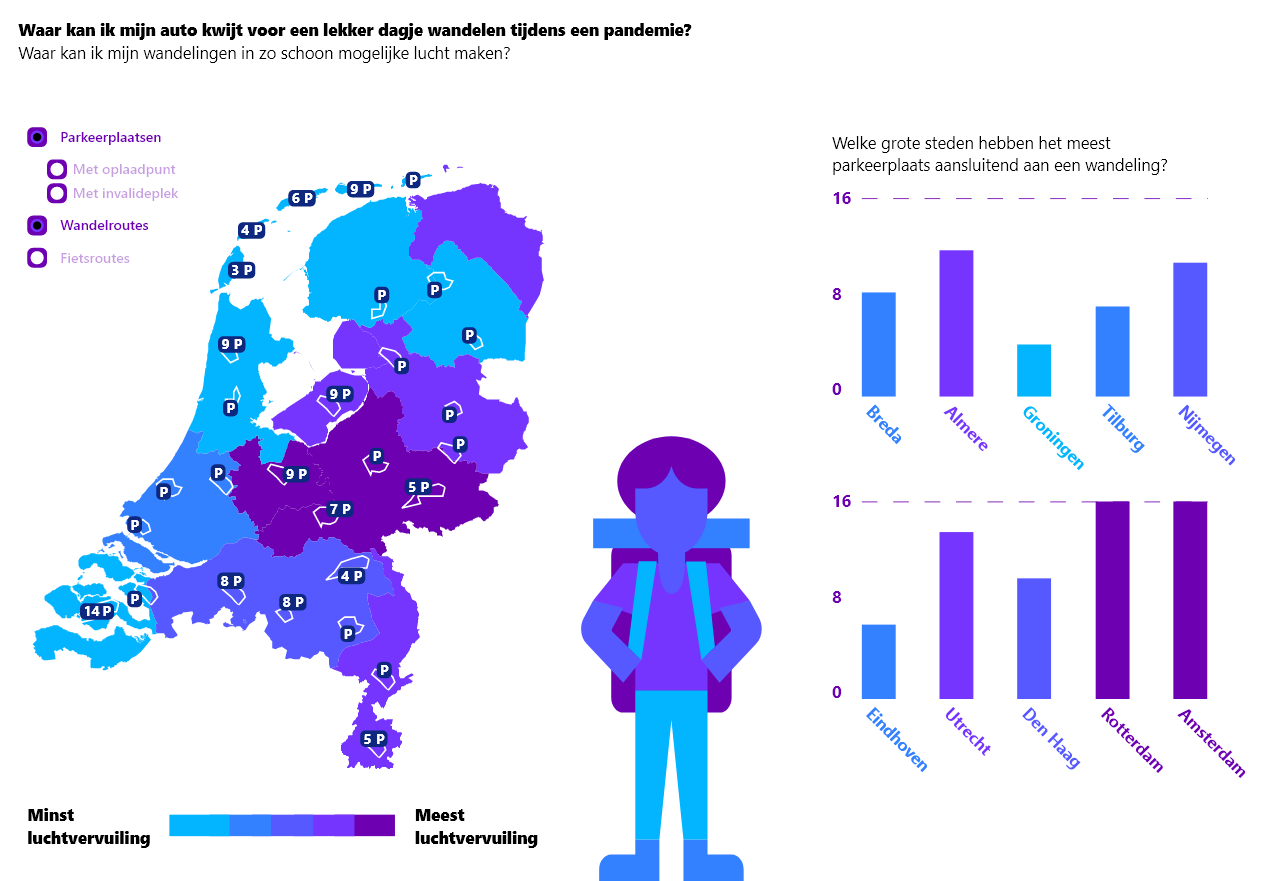 Waar kan ik mijn auto kwijt voor een lekker dagje wandelen tijdens een pandemie?
Waar kan ik mijn wandelingen in zo schoon mogelijke lucht maken?
Parkeerplaatsen
Met oplaadpunt
Met invalideplek
Wandelroutes
Fietsroutes
P
9 P
6 P
4 P
3 P
P
P
P
9 P
P
9 P
P
P
P
P
P
9 P
5 P
P
7 P
P
4 P
8 P
P
8 P
14 P
P
P
5 P
Minst
luchtvervuiling
Meest
luchtvervuiling
Welke grote steden hebben het meest
parkeerplaats aansluitend aan een wandeling?
16
8
0
Breda
Almere
Groningen
Tilburg
Nijmegen
16
8
0
Eindhoven
Utrecht
Den Haag
Rotterdam
Amsterdam